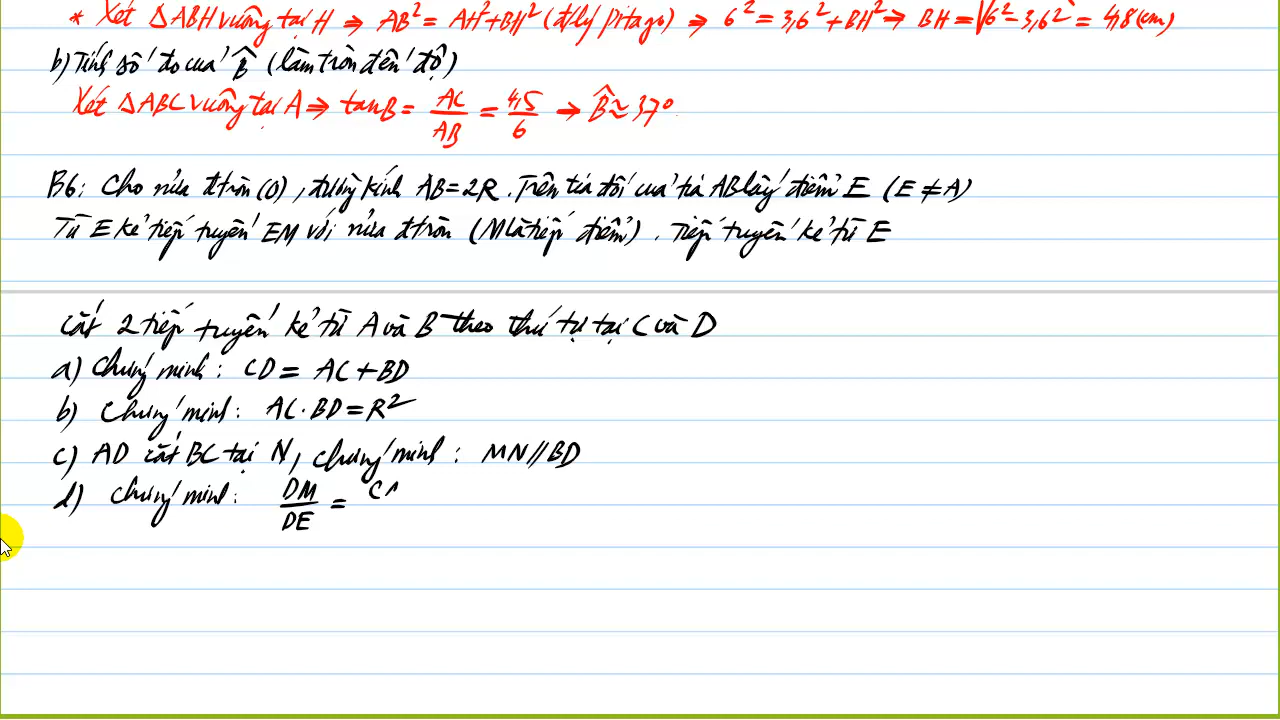 * Xét ΔABH vuông tại H ⇒ AB² = AH² + BH² (đ/lý pitago) ⇒ 6² = 3,6² + BH² ⇒ BH = √6² - 3,6² = 4,8 (cm)
b) Tính số đo của B̂ (làm tròn đến độ)
Xét ΔABC vuông tại A ⇒ tanB = AC/AB = 4,5/6 → B̂ ≈ 37°
B6: Cho nửa đ tròn (O), đường kính AB = 2R. Trên tia đối của tia AB lấy điểm E (E ≠ A)
Từ E kẻ tiếp tuyến EM với nửa đ tròn (M là tiếp điểm). Tiếp tuyến kẻ từ E
cắt 2 tiếp tuyến kẻ từ A và B theo thứ tự tại C và D
a) Chứng minh: CD = AC + BD
b) Chứng minh: AC . BD = R²
c) AD cắt BC tại N, chứng minh: MN // BD
d) Chứng minh: DM/DE =